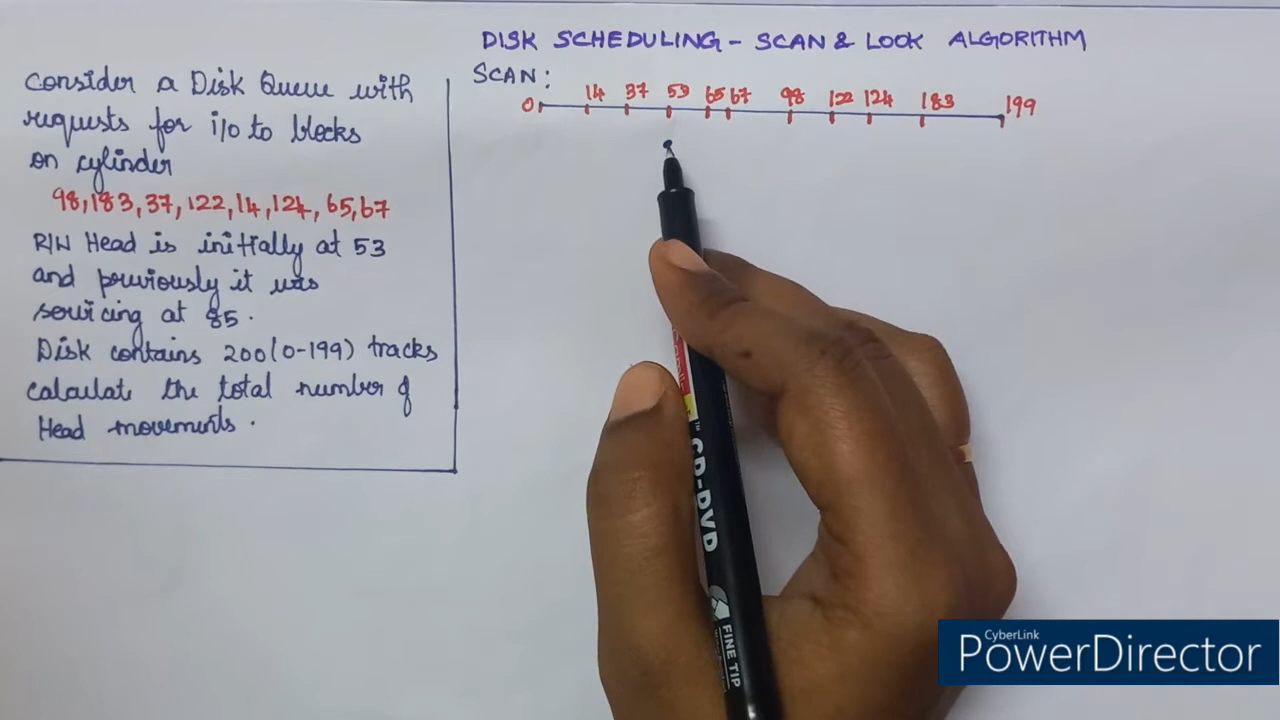 DISK SCHEDULING - SCAN & LOOK ALGORITHM
SCAN:
0 14 37 53 65 67 98 122 124 183 199
Consider a Disk Queue with
requests for i/o to blocks
on cylinder
98,183,37,122,14,124,65,67
R/W Head is initially at 53
and previously it was
servicing at 85.
Disk contains 200(0-199) tracks
calculate the total number of
Head movements.
CD-DVD
FINE TIP
CyberLink
PowerDirector